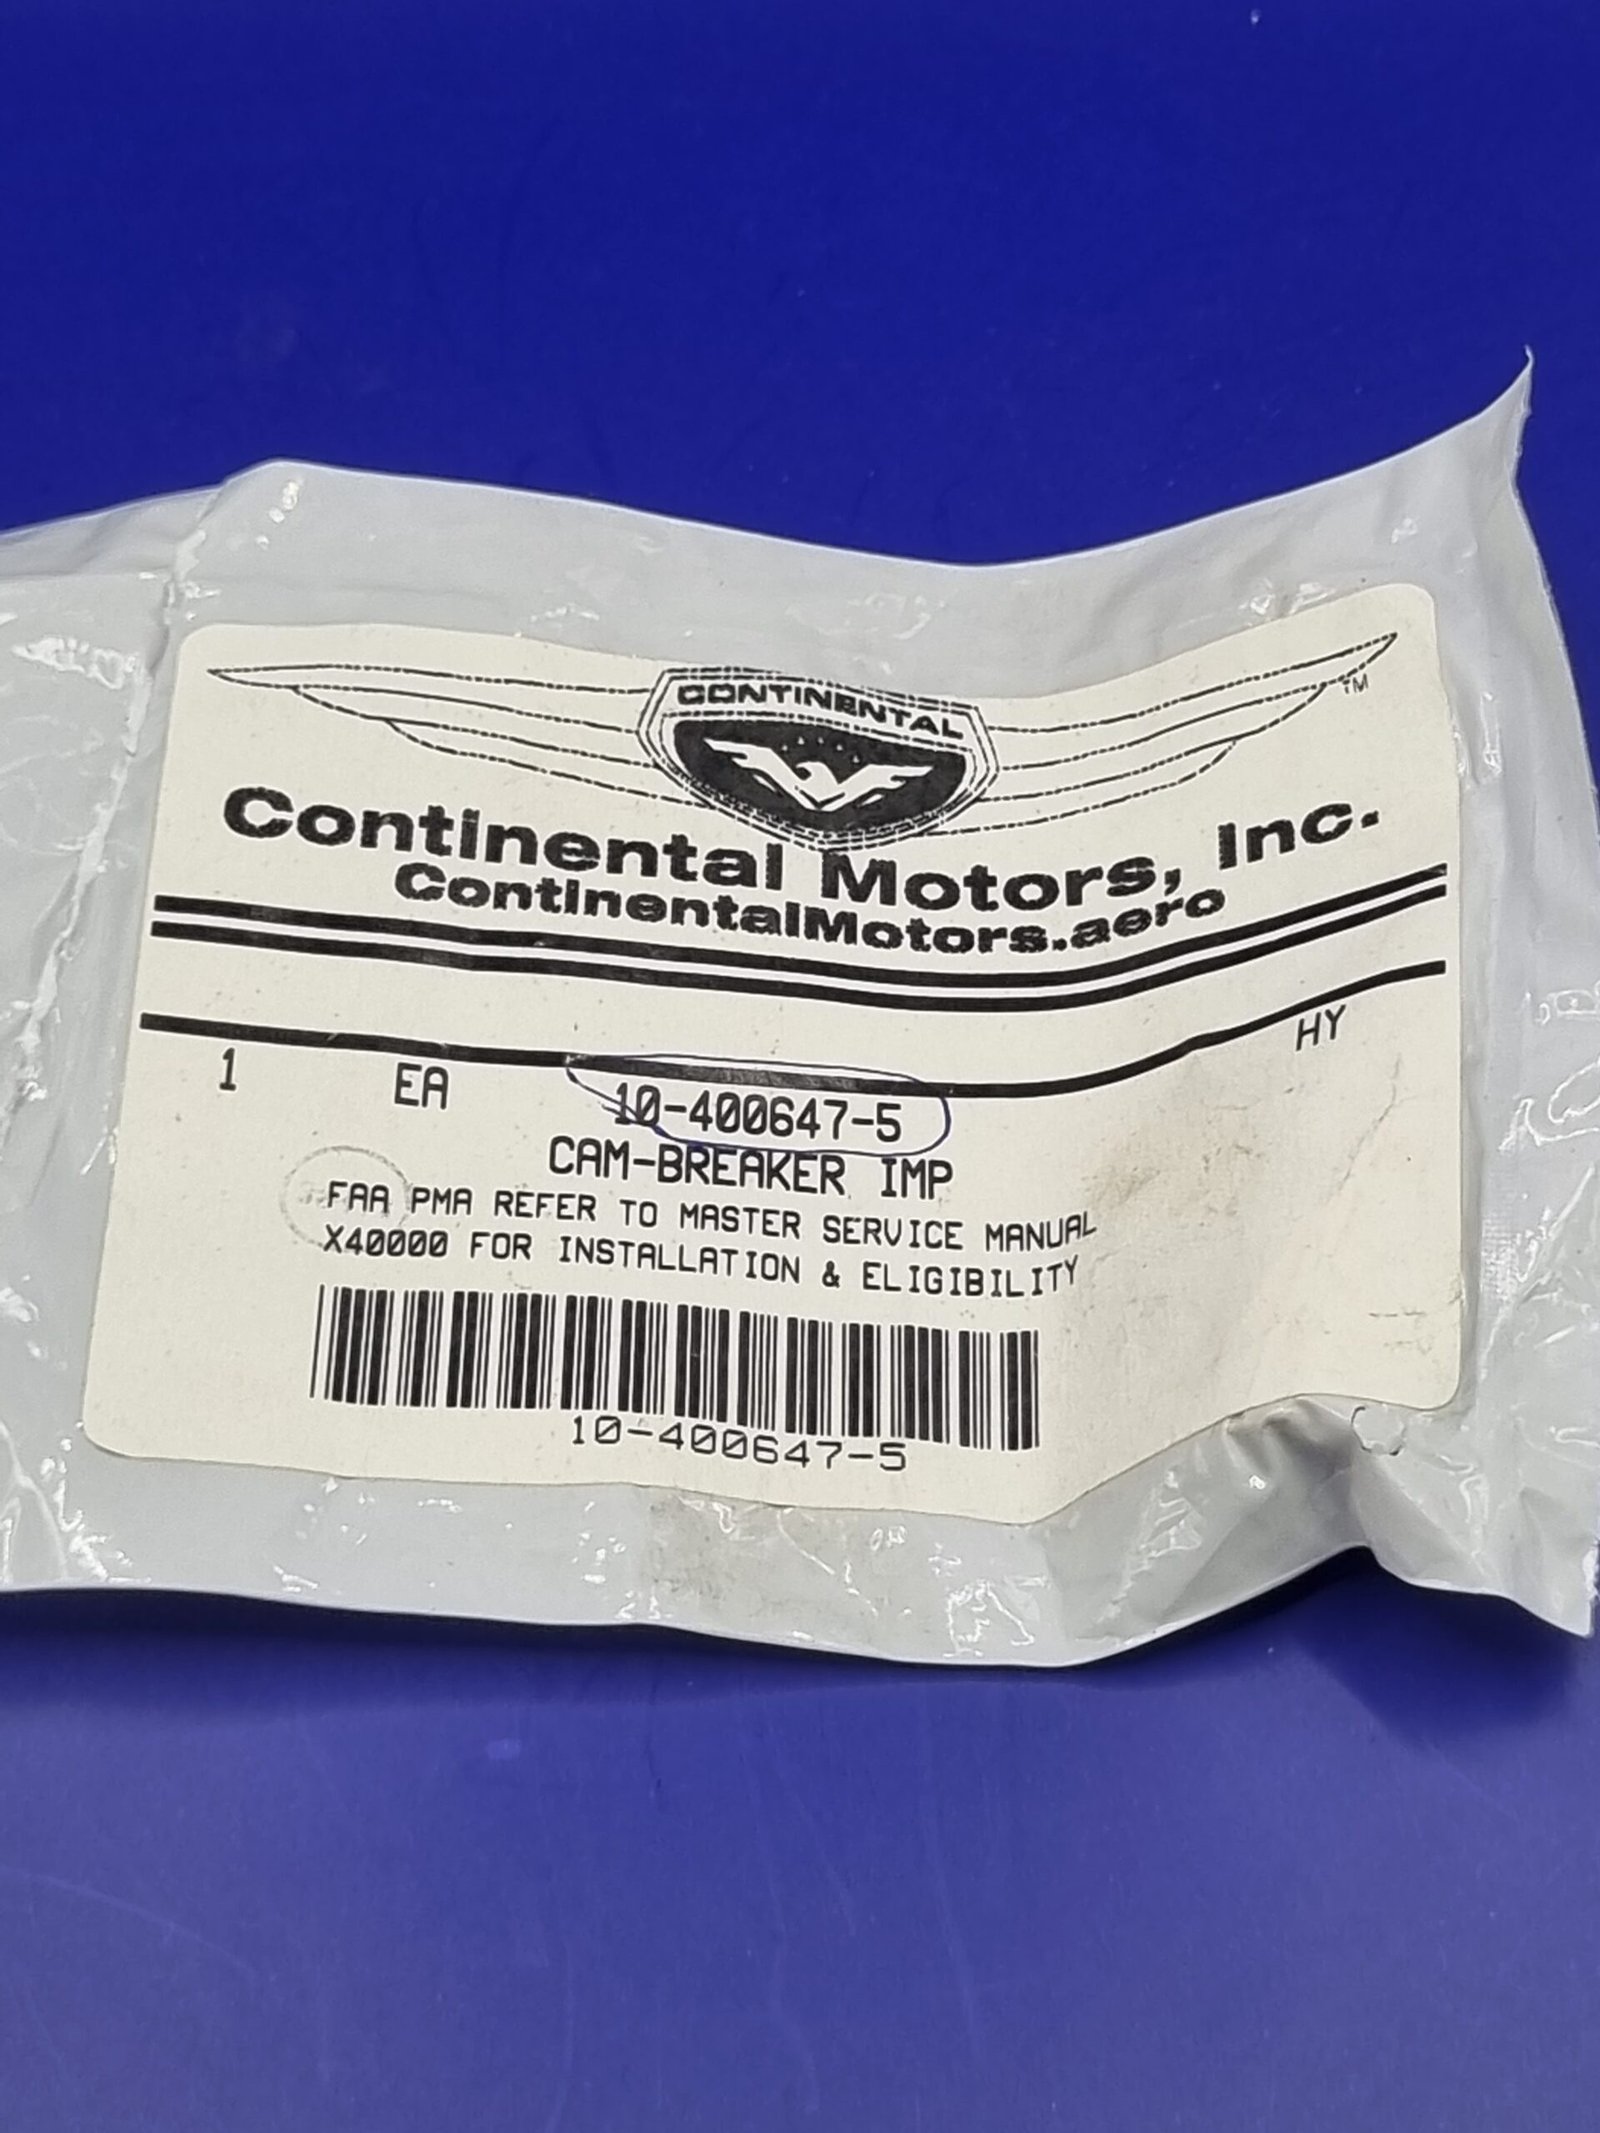 CONTINENTAL
TM
Continental Motors, Inc.
ContinentalMotors.aero
HY
1 EA 10-400647-5
CAM-BREAKER IMP
FAA PMA REFER TO MASTER SERVICE MANUAL
X40000 FOR INSTALLATION & ELIGIBILITY
10-400647-5